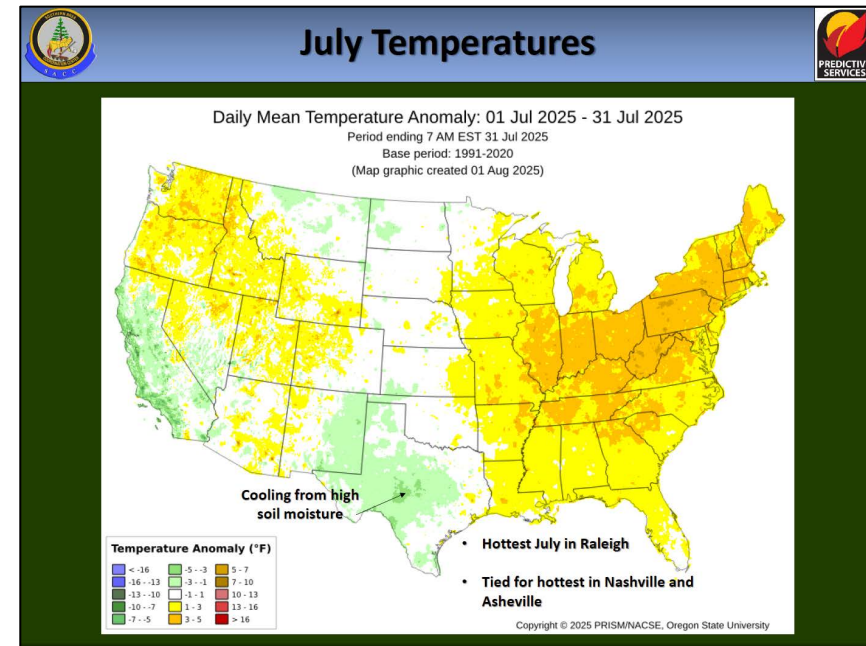 July Temperatures
PREDICTIV
SERVICES
S A C C
Daily Mean Temperature Anomaly: 01 Jul 2025 - 31 Jul 2025
Period ending 7 AM EST 31 Jul 2025
Base period: 1991-2020
(Map graphic created 01 Aug 2025)
Cooling from high
soil moisture
• Hottest July in Raleigh
• Tied for hottest in Nashville and
Asheville
Temperature Anomaly (°F)
< -16
-16 - -13
-13 - -10
-10 - -7
-7 - -5
-5 - -3
-3 - -1
-1 - 1
1 - 3
3 - 5
5 - 7
7 - 10
10 - 13
13 - 16
> 16
Copyright © 2025 PRISM/NACSE, Oregon State University